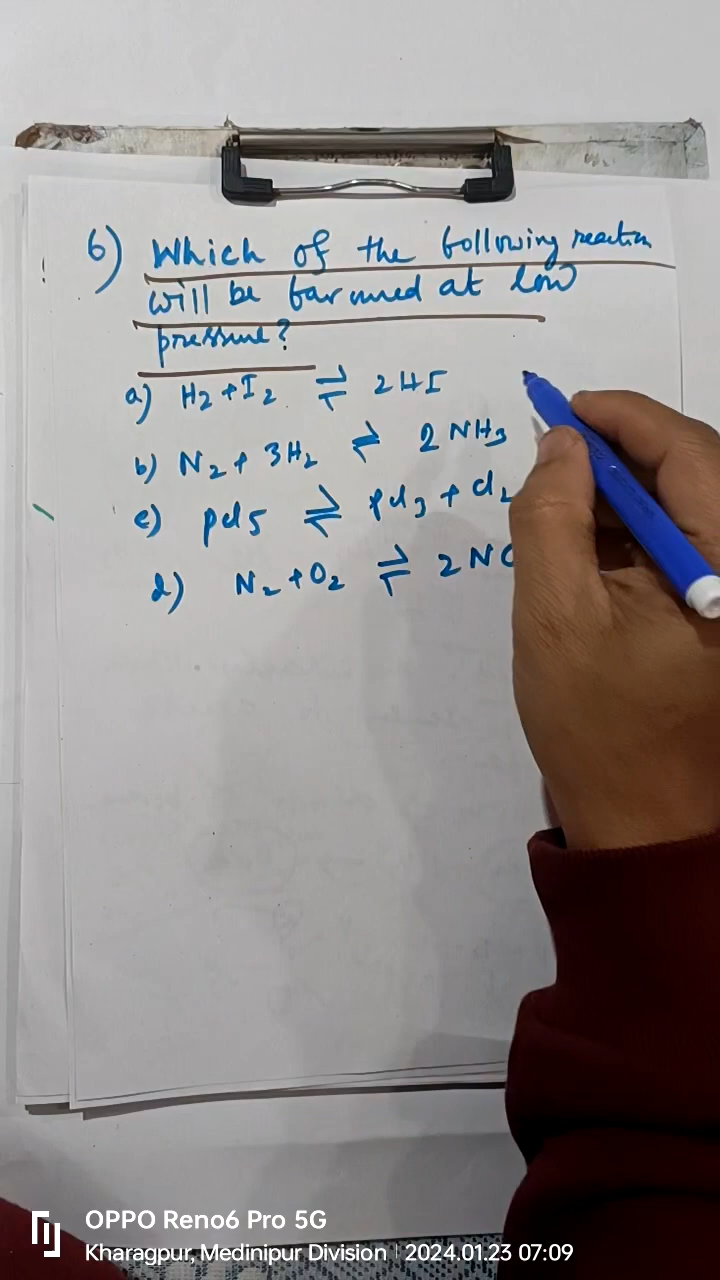 6) Which of the following reaction
will be favoured at low
pressure?
a) H₂ + I₂ ⇌ 2HI
b) N₂ + 3H₂ ⇌ 2NH₃
c) pcl₅ ⇌ pcl₃ + cl₂
d) N₂ + O₂ ⇌ 2NO
OPPO Reno6 Pro 5G
Kharagpur, Medinipur Division | 2024.01.23 07:09